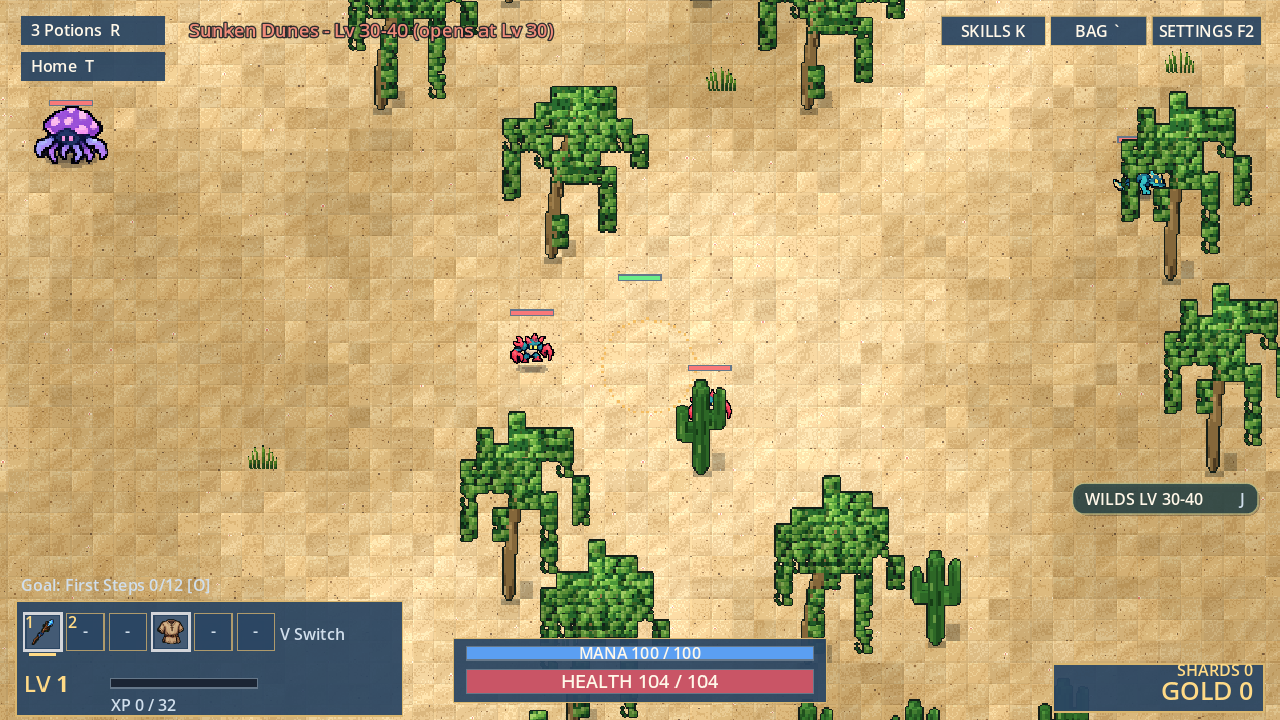 3 Potions R
Home T
Sunken Dunes - Lv 30-40 (opens at Lv 30)
SKILLS K
BAG `
SETTINGS F2
WILDS LV 30-40 J
Goal: First Steps 0/12 [O]
1
2
-
-
-
-
V Switch
LV 1
XP 0 / 32
MANA 100 / 100
HEALTH 104 / 104
SHARDS 0
GOLD 0